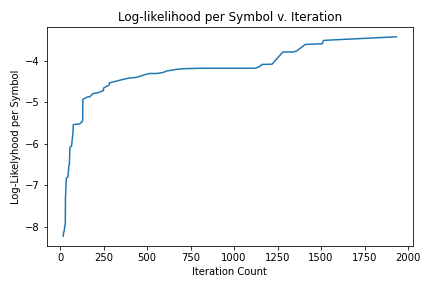 Log-likelihood per Symbol v. Iteration
Log-Likelyhood per Symbol
−4
−5
−6
−7
−8
0 250 500 750 1000 1250 1500 1750 2000
Iteration Count